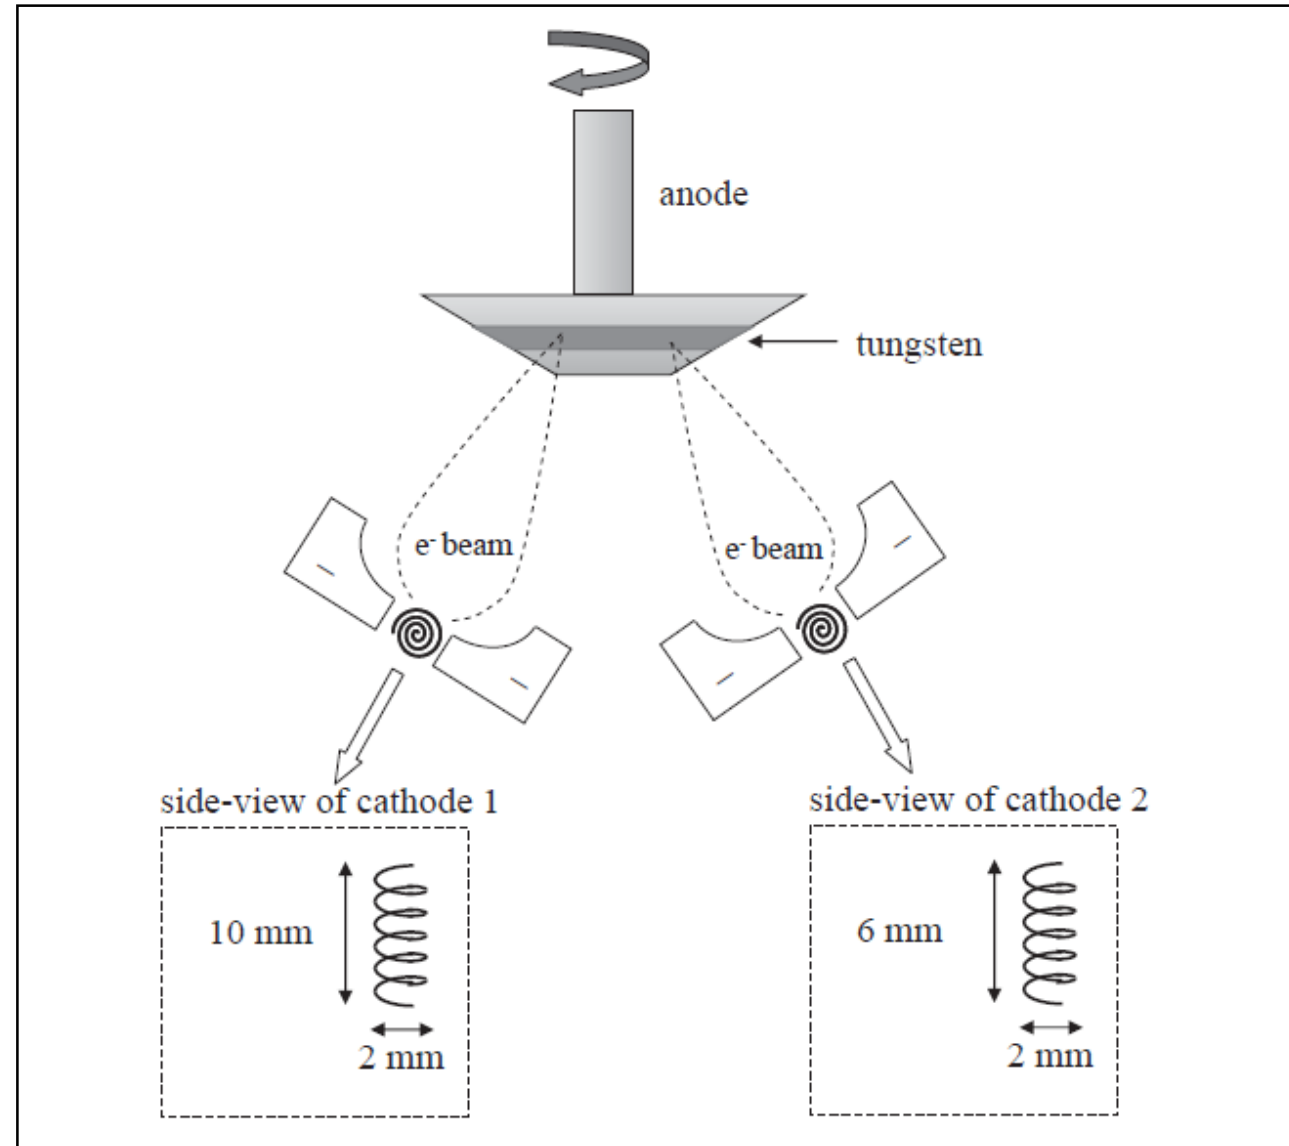 anode
tungsten
e⁻ beam
e⁻ beam
–
–
–
–
side-view of cathode 1
side-view of cathode 2
10 mm
2 mm
6 mm
2 mm